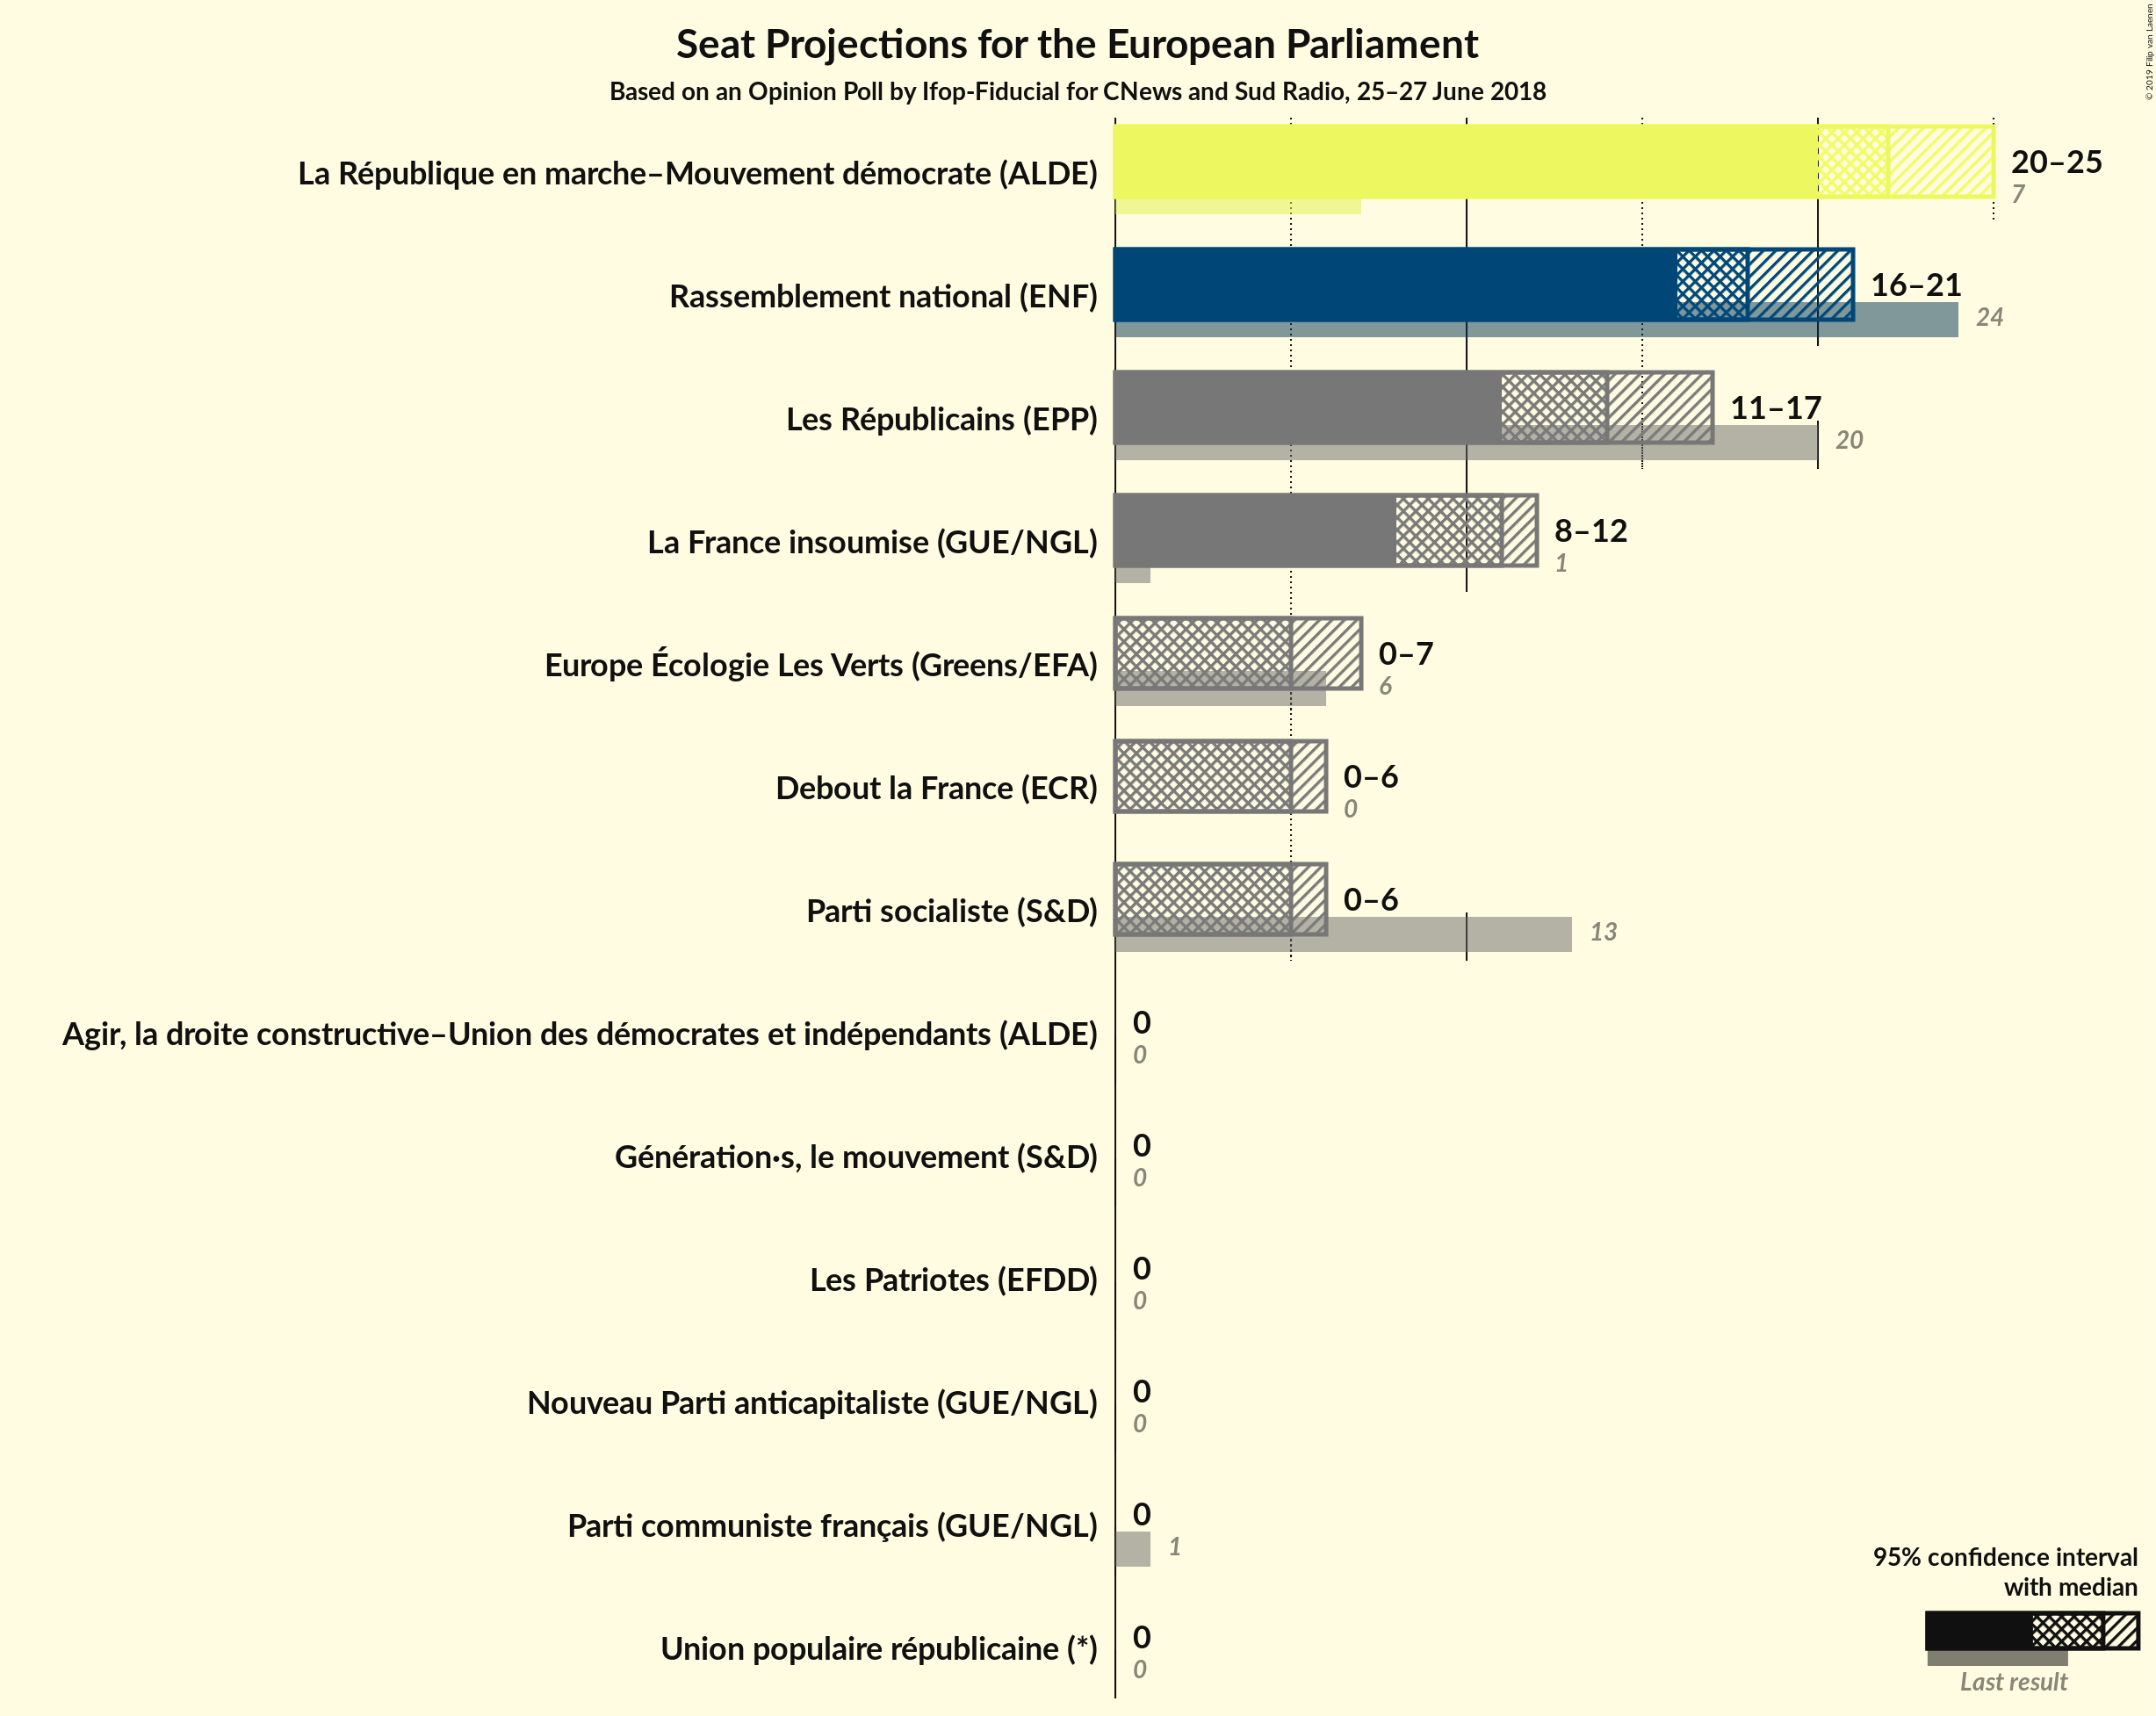 Seat Projections for the European Parliament
Based on an Opinion Poll by Ifop-Fiducial for CNews and Sud Radio, 25–27 June 2018
© 2019 Filip van Laenen
La République en marche–Mouvement démocrate (ALDE)
20–25
7
Rassemblement national (ENF)
16–21
24
Les Républicains (EPP)
11–17
20
La France insoumise (GUE/NGL)
8–12
1
Europe Écologie Les Verts (Greens/EFA)
0–7
6
Debout la France (ECR)
0–6
0
Parti socialiste (S&D)
0–6
13
Agir, la droite constructive–Union des démocrates et indépendants (ALDE)
0
0
Génération·s, le mouvement (S&D)
0
0
Les Patriotes (EFDD)
0
0
Nouveau Parti anticapitaliste (GUE/NGL)
0
0
Parti communiste français (GUE/NGL)
0
1
Union populaire républicaine (*)
0
0
95% confidence interval
with median
Last result